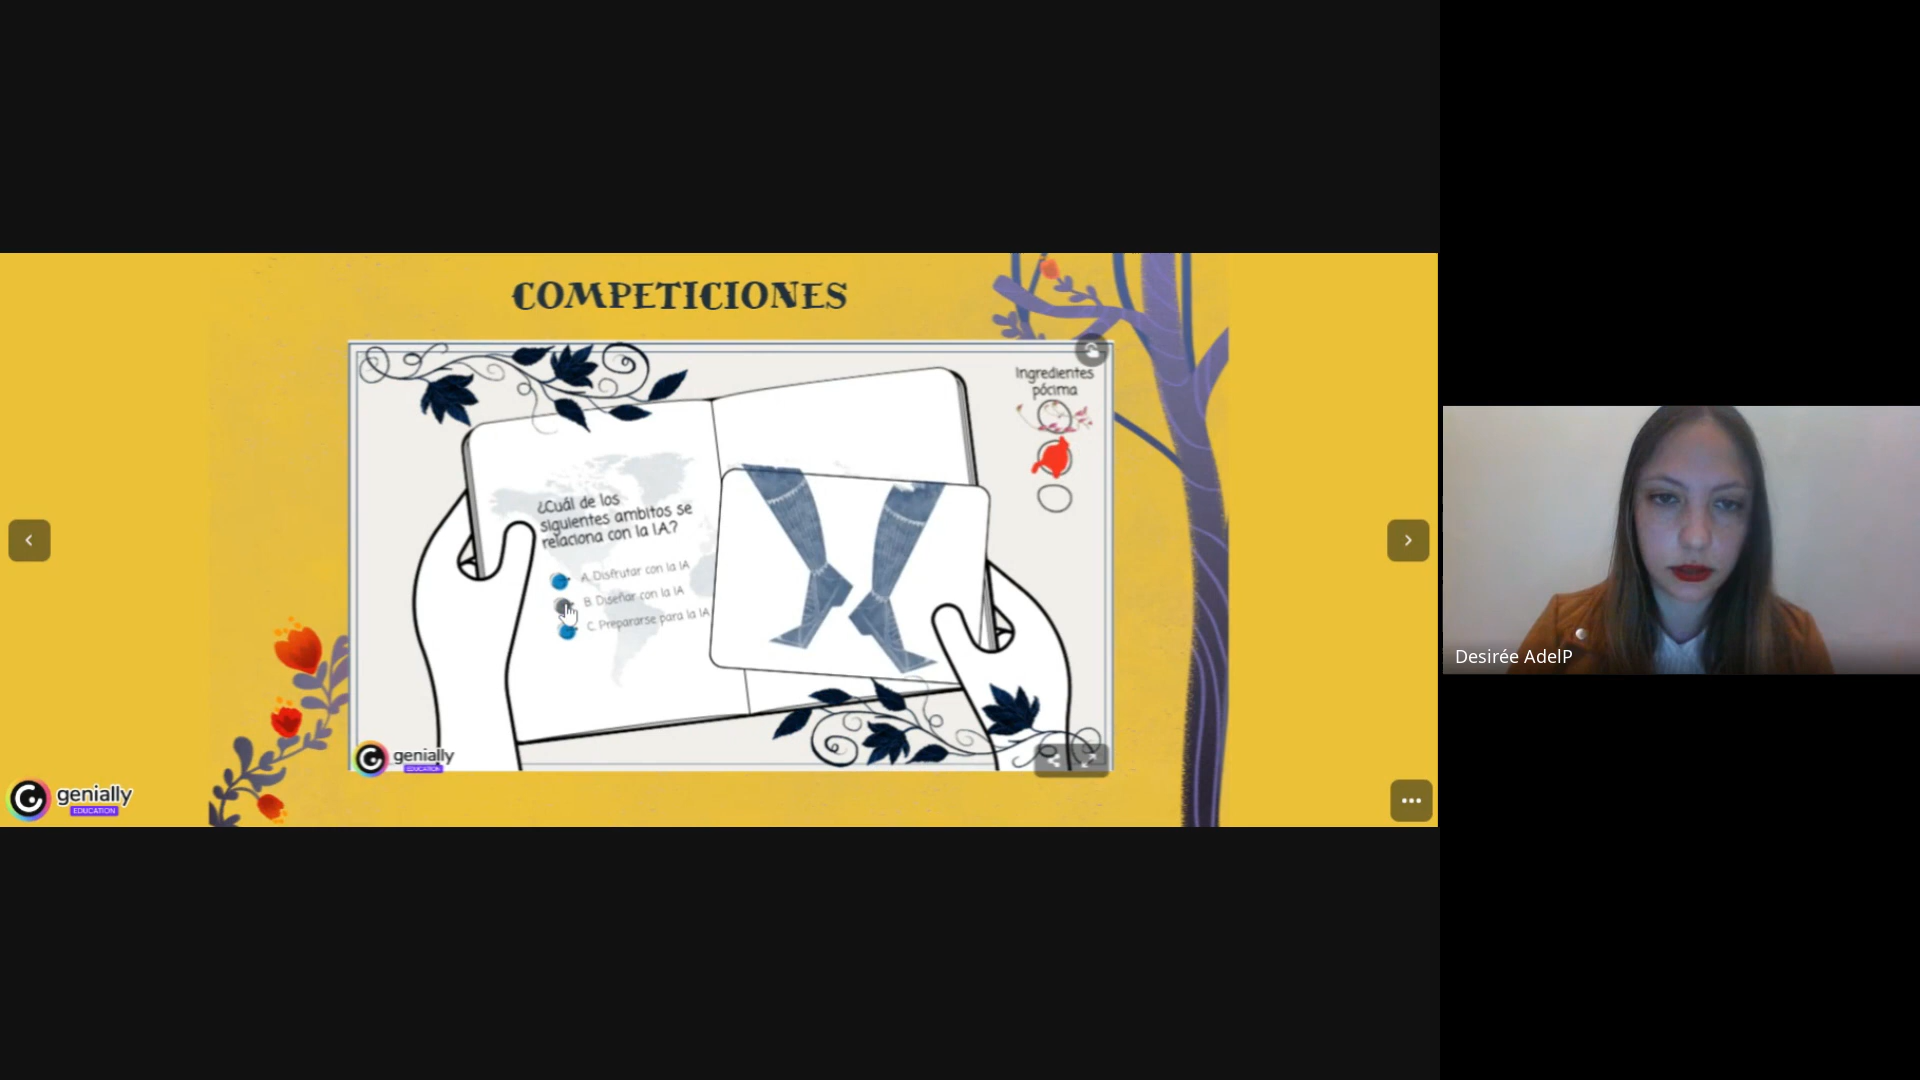 COMPETICIONES
Ingredientes
pócima
¿Cuál de los
siguientes ambitos se
relaciona con la I.A.?
A. Disfrutar con la IA
B. Diseñar con la IA
C. Prepararse para la IA
genially
EDUCATION
genially
EDUCATION
Desirée AdelP